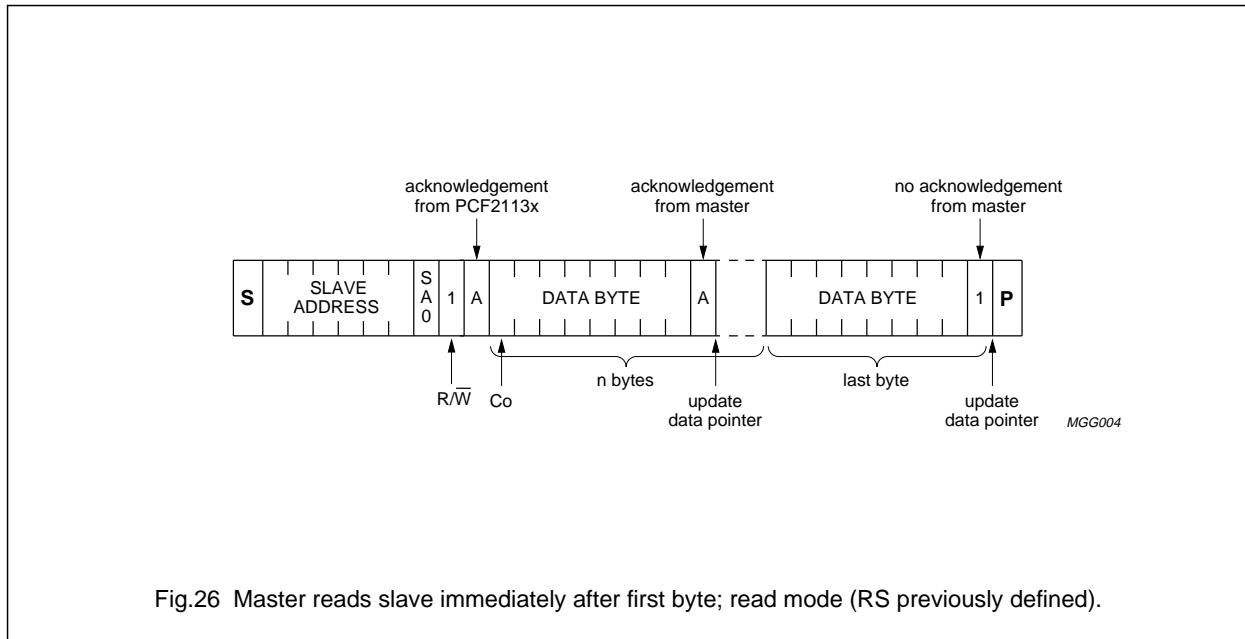 acknowledgement
from PCF2113x
acknowledgement
from master
no acknowledgement
from master
S
SLAVE
ADDRESS
S
A
0
1
A
DATA BYTE
A
DATA BYTE
1
P
n bytes
last byte
R/W̅
Co
update
data pointer
update
data pointer
MGG004
Fig.26 Master reads slave immediately after first byte; read mode (RS previously defined).